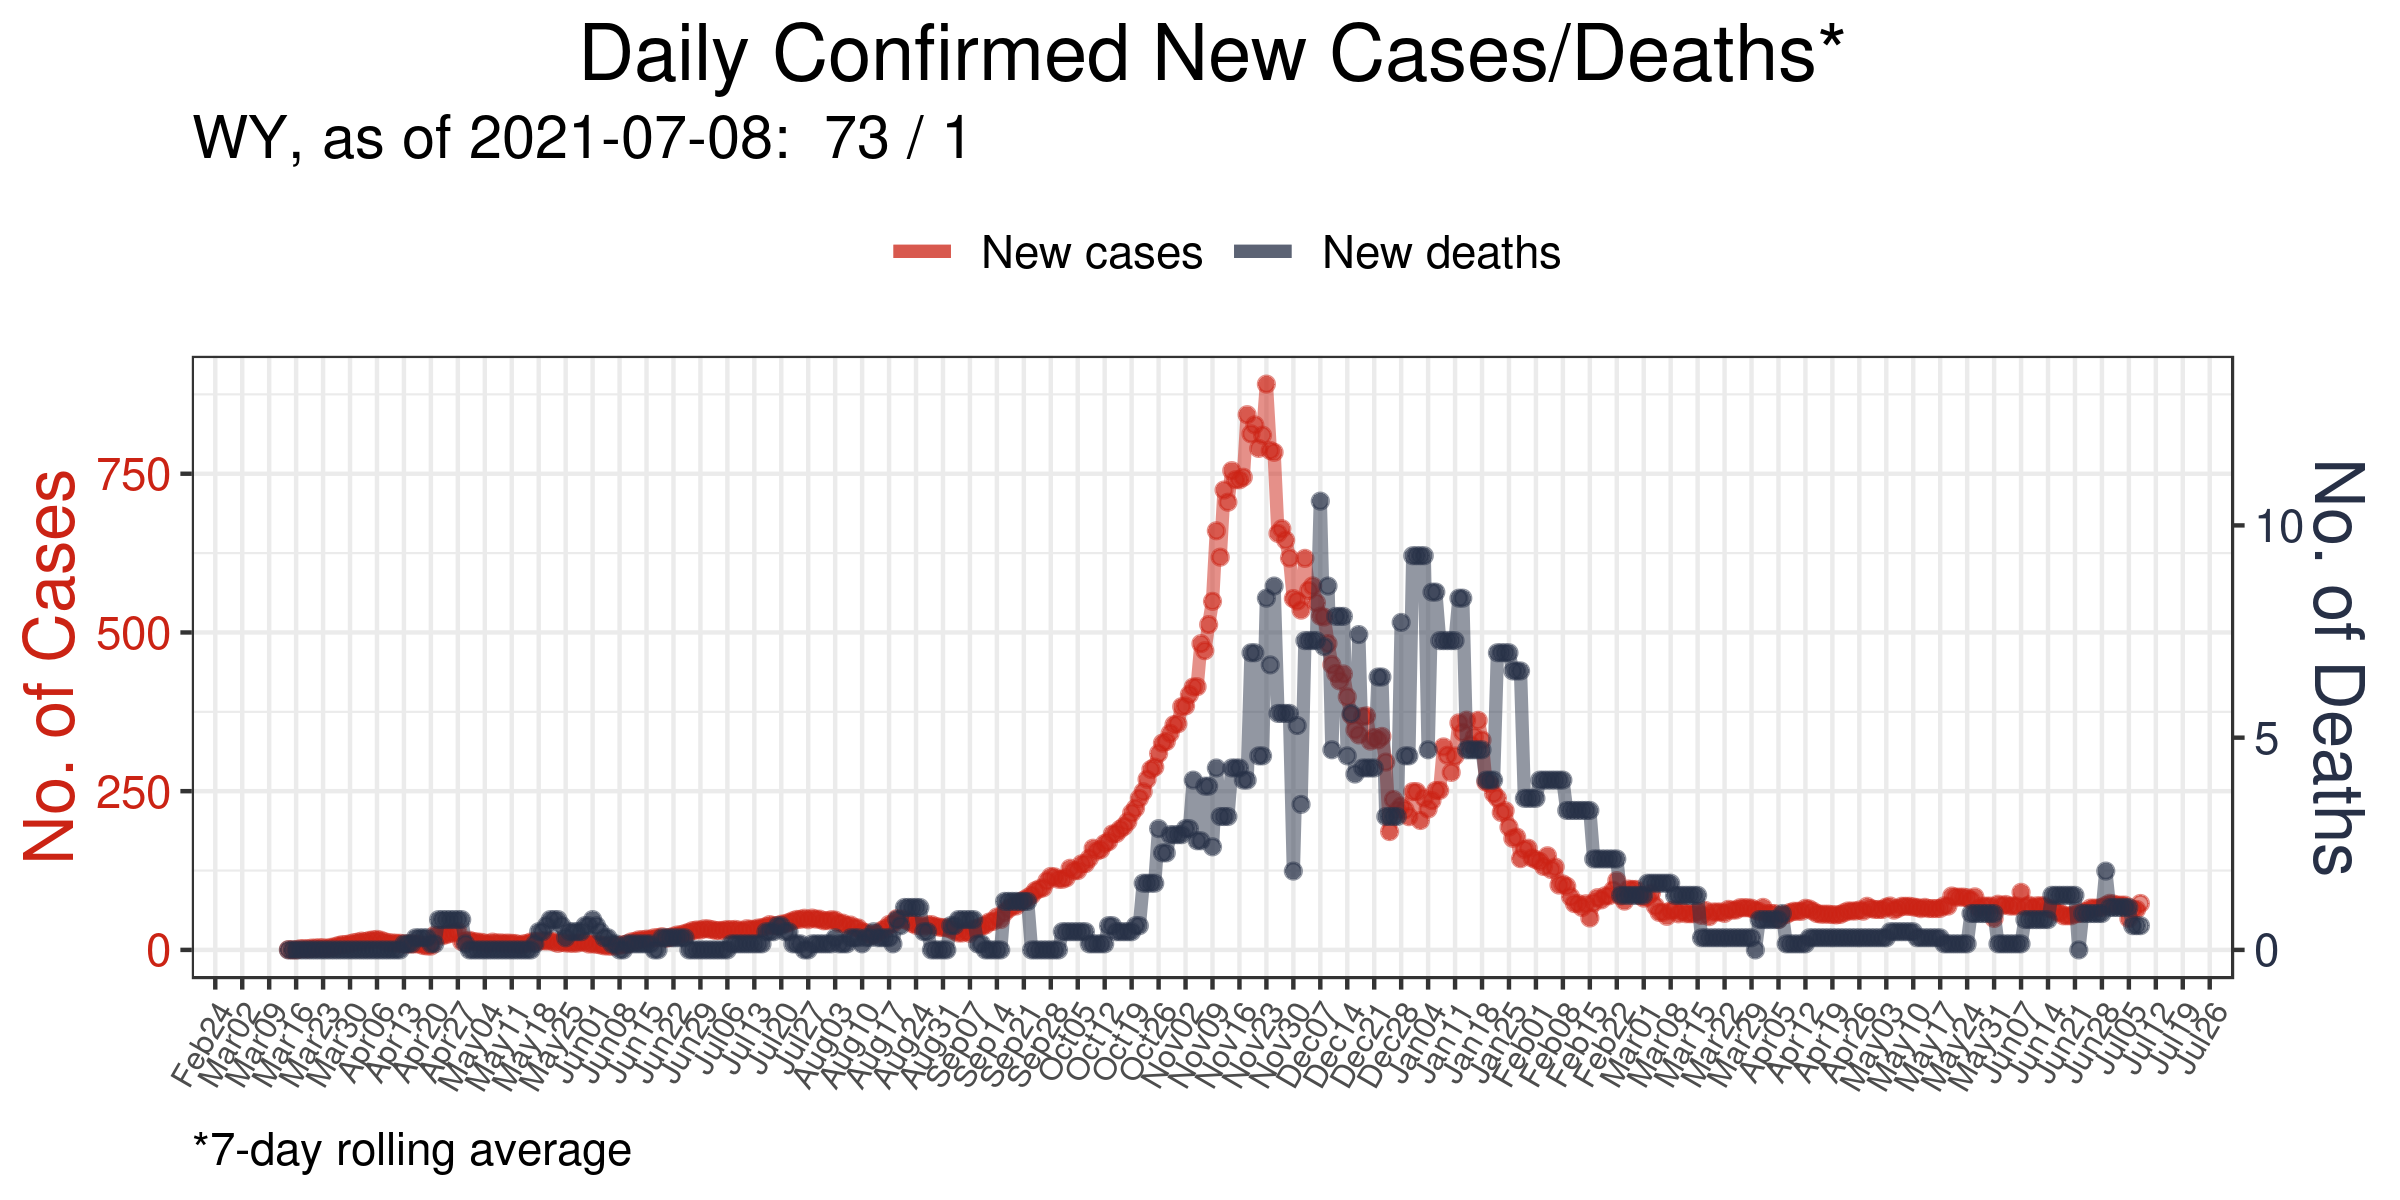 Daily Confirmed New Cases/Deaths*
WY, as of 2021-07-08:  73 / 1
New cases
New deaths
No. of Cases
750
500
250
0
10
5
0
No. of Deaths
Feb24
Mar02
Mar09
Mar16
Mar23
Mar30
Apr06
Apr13
Apr20
Apr27
May04
May11
May18
May25
Jun01
Jun08
Jun15
Jun22
Jun29
Jul06
Jul13
Jul20
Jul27
Aug03
Aug10
Aug17
Aug24
Aug31
Sep07
Sep14
Sep21
Sep28
Oct05
Oct12
Oct19
Oct26
Nov02
Nov09
Nov16
Nov23
Nov30
Dec07
Dec14
Dec21
Dec28
Jan04
Jan11
Jan18
Jan25
Feb01
Feb08
Feb15
Feb22
Mar01
Mar08
Mar15
Mar22
Mar29
Apr05
Apr12
Apr19
Apr26
May03
May10
May17
May24
May31
Jun07
Jun14
Jun21
Jun28
Jul05
Jul12
Jul19
Jul26
*7-day rolling average